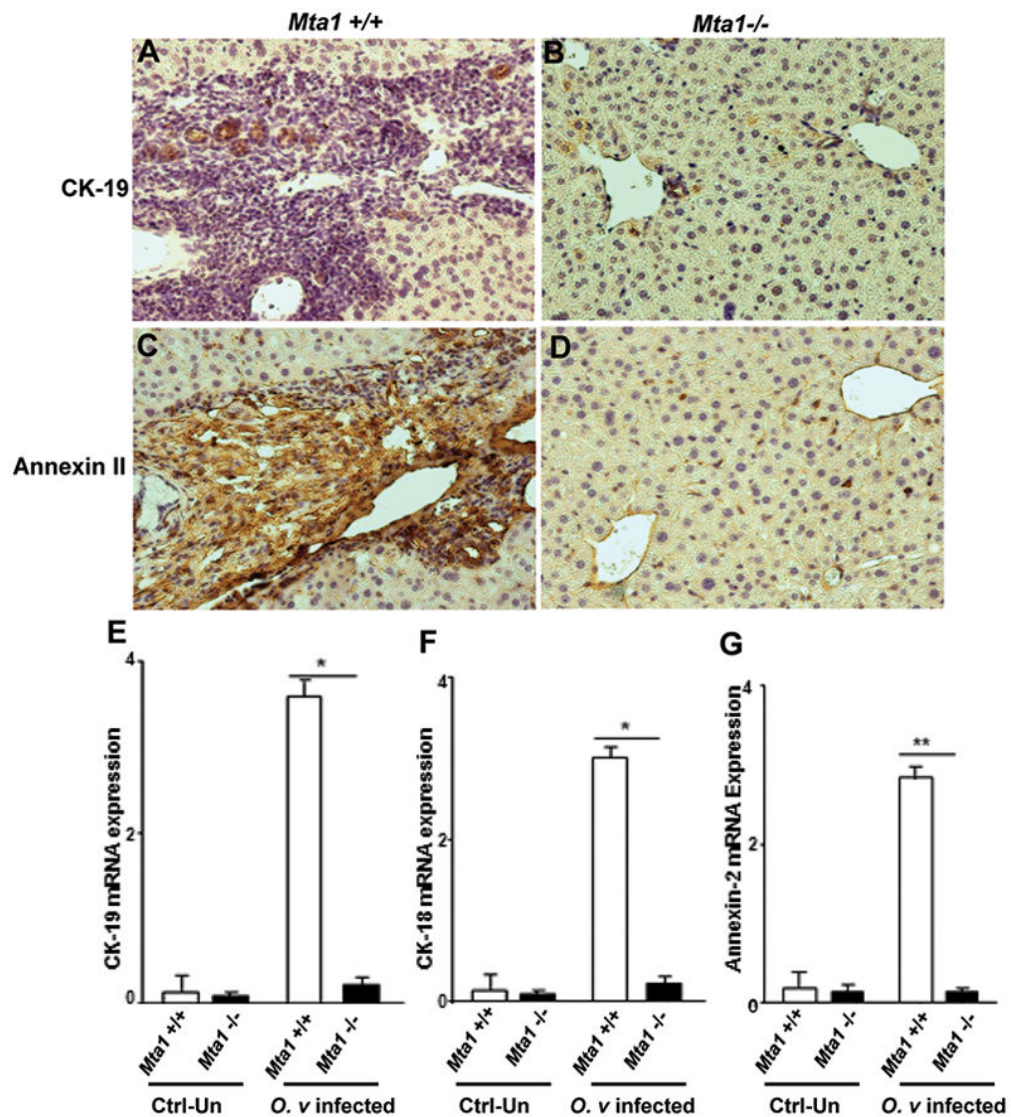 Mta1 +/+
Mta1-/-
A
B
CK-19
C
D
Annexin II
E
F
G
4
2
0
CK-19 mRNA expression
*
Mta1 +/+
Mta1 -/-
Mta1 +/+
Mta1 -/-
Ctrl-Un
O. v infected
4
2
0
CK-18 mRNA expression
*
Mta1 +/+
Mta1 -/-
Mta1 +/+
Mta1 -/-
Ctrl-Un
O. v infected
4
2
0
Annexin-2 mRNA Expression
**
Mta1 +/+
Mta1 -/-
Mta1 +/+
Mta1 -/-
Ctrl-Un
O. v infected